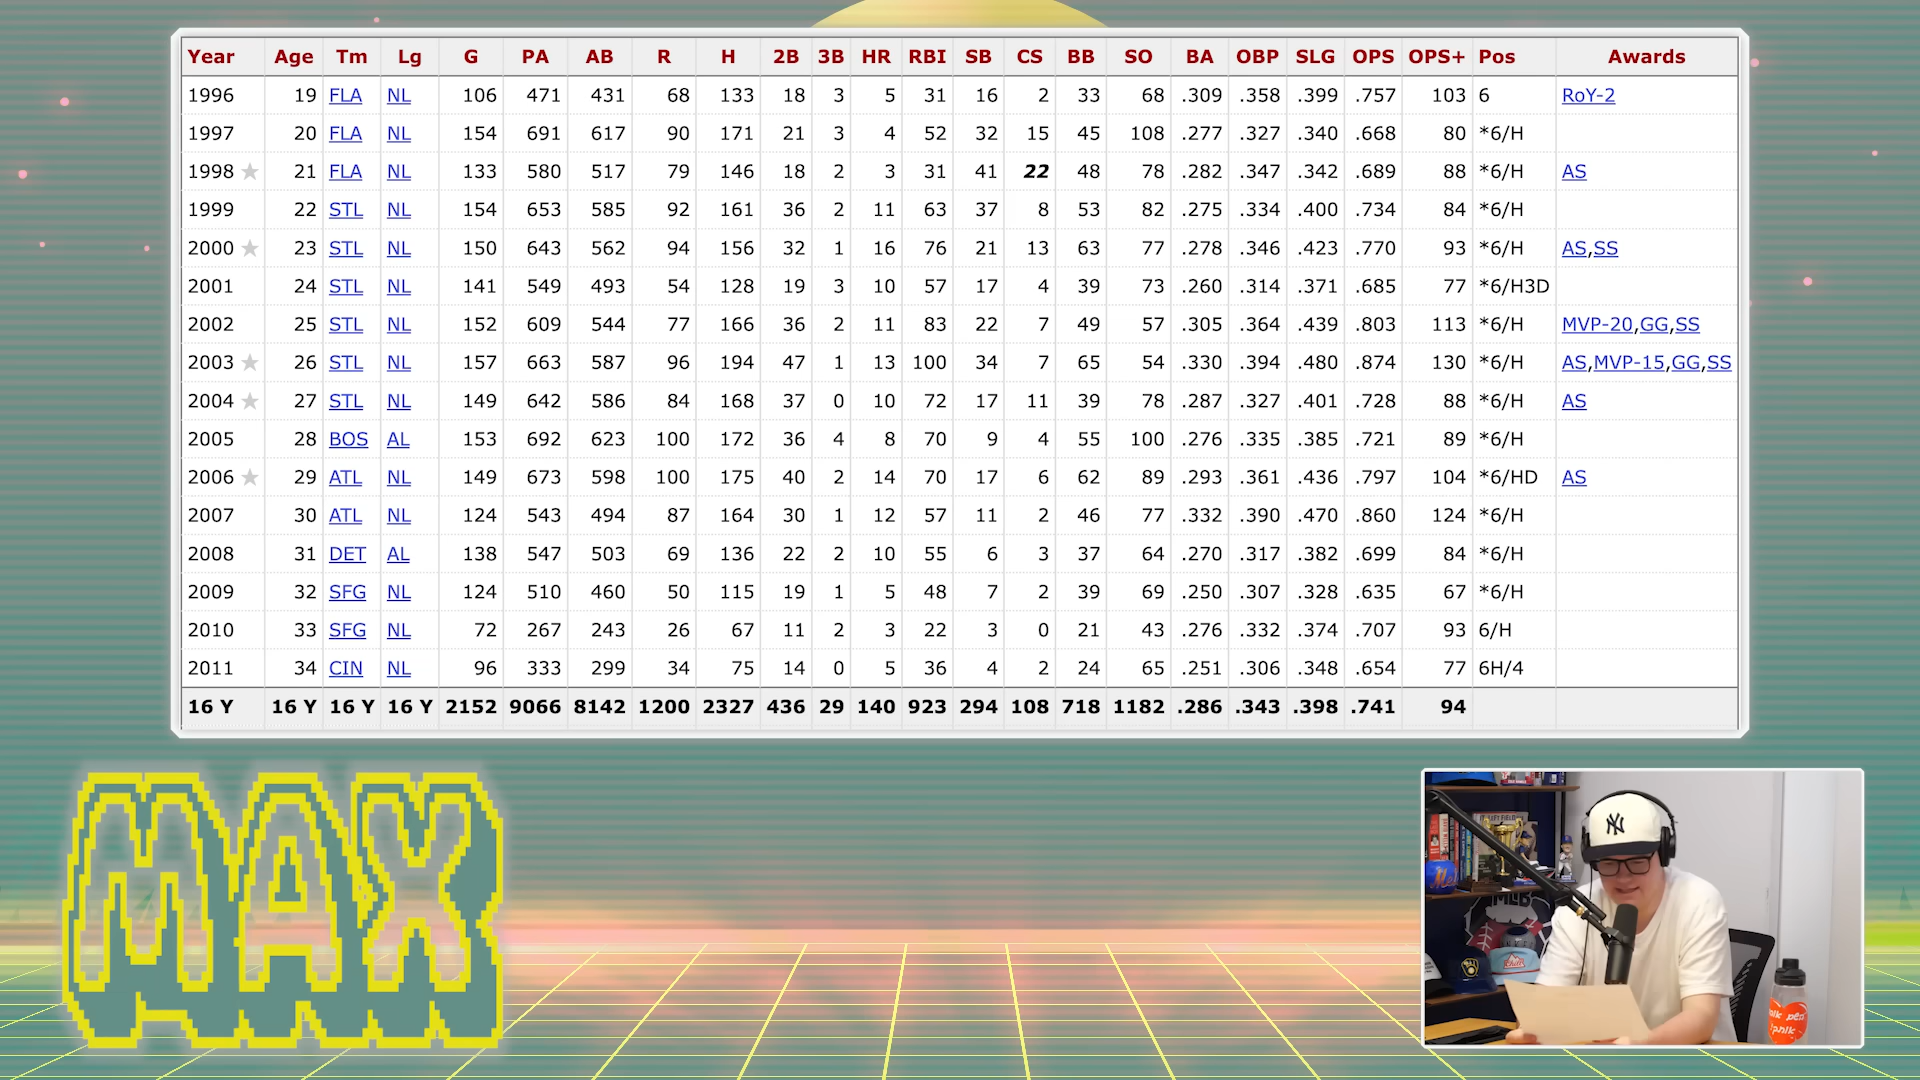 Year Age Tm Lg G PA AB R H 2B 3B HR RBI SB CS BB SO BA OBP SLG OPS OPS+ Pos Awards
1996 19 FLA NL 106 471 431 68 133 18 3 5 31 16 2 33 68 .309 .358 .399 .757 103 6 RoY-2
1997 20 FLA NL 154 691 617 90 171 21 3 4 52 32 15 45 108 .277 .327 .340 .668 80 *6/H
1998 ★ 21 FLA NL 133 580 517 79 146 18 2 3 31 41 22 48 78 .282 .347 .342 .689 88 *6/H AS
1999 22 STL NL 154 653 585 92 161 36 2 11 63 37 8 53 82 .275 .334 .400 .734 84 *6/H
2000 ★ 23 STL NL 150 643 562 94 156 32 1 16 76 21 13 63 77 .278 .346 .423 .770 93 *6/H AS,SS
2001 24 STL NL 141 549 493 54 128 19 3 10 57 17 4 39 73 .260 .314 .371 .685 77 *6/H3D
2002 25 STL NL 152 609 544 77 166 36 2 11 83 22 7 49 57 .305 .364 .439 .803 113 *6/H MVP-20,GG,SS
2003 ★ 26 STL NL 157 663 587 96 194 47 1 13 100 34 7 65 54 .330 .394 .480 .874 130 *6/H AS,MVP-15,GG,SS
2004 ★ 27 STL NL 149 642 586 84 168 37 0 10 72 17 11 39 78 .287 .327 .401 .728 88 *6/H AS
2005 28 BOS AL 153 692 623 100 172 36 4 8 70 9 4 55 100 .276 .335 .385 .721 89 *6/H
2006 ★ 29 ATL NL 149 673 598 100 175 40 2 14 70 17 6 62 89 .293 .361 .436 .797 104 *6/HD AS
2007 30 ATL NL 124 543 494 87 164 30 1 12 57 11 2 46 77 .332 .390 .470 .860 124 *6/H
2008 31 DET AL 138 547 503 69 136 22 2 10 55 6 3 37 64 .270 .317 .382 .699 84 *6/H
2009 32 SFG NL 124 510 460 50 115 19 1 5 48 7 2 39 69 .250 .307 .328 .635 67 *6/H
2010 33 SFG NL 72 267 243 26 67 11 2 3 22 3 0 21 43 .276 .332 .374 .707 93 6/H
2011 34 CIN NL 96 333 299 34 75 14 0 5 36 4 2 24 65 .251 .306 .348 .654 77 6H/4
16 Y 16 Y 16 Y 16 Y 2152 9066 8142 1200 2327 436 29 140 923 294 108 718 1182 .286 .343 .398 .741 94
MAX
NY
Mets
MLB